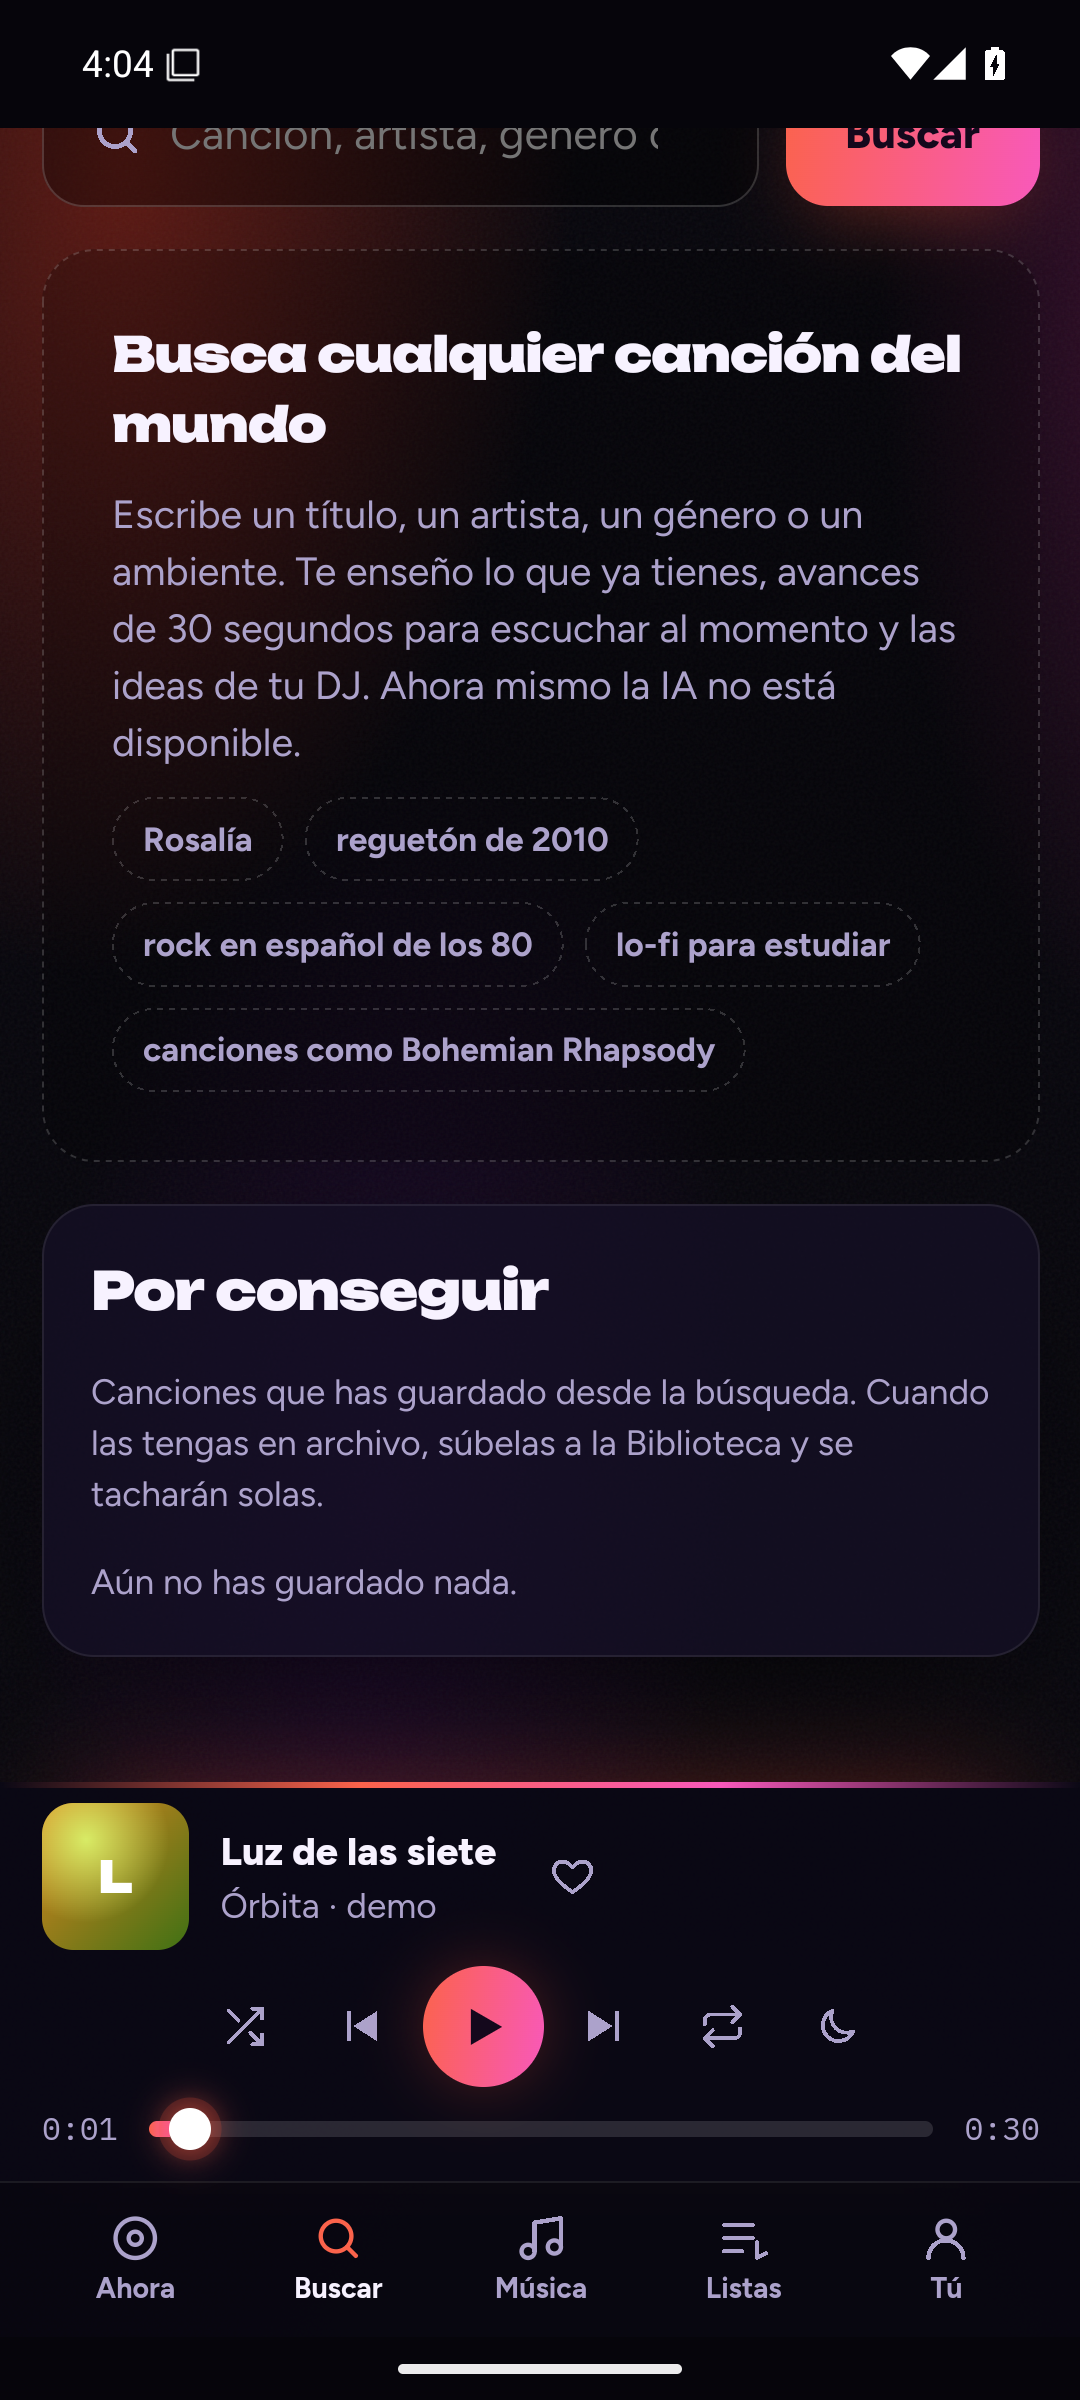 4:04
Canción, artista, género o
Buscar
Busca cualquier canción del
mundo
Escribe un título, un artista, un género o un
ambiente. Te enseño lo que ya tienes, avances
de 30 segundos para escuchar al momento y las
ideas de tu DJ. Ahora mismo la IA no está
disponible.
Rosalía
reguetón de 2010
rock en español de los 80
lo-fi para estudiar
canciones como Bohemian Rhapsody
Por conseguir
Canciones que has guardado desde la búsqueda. Cuando
las tengas en archivo, súbelas a la Biblioteca y se
tacharán solas.
Aún no has guardado nada.
L
Luz de las siete
Órbita · demo
0:01
0:30
Ahora
Buscar
Música
Listas
Tú